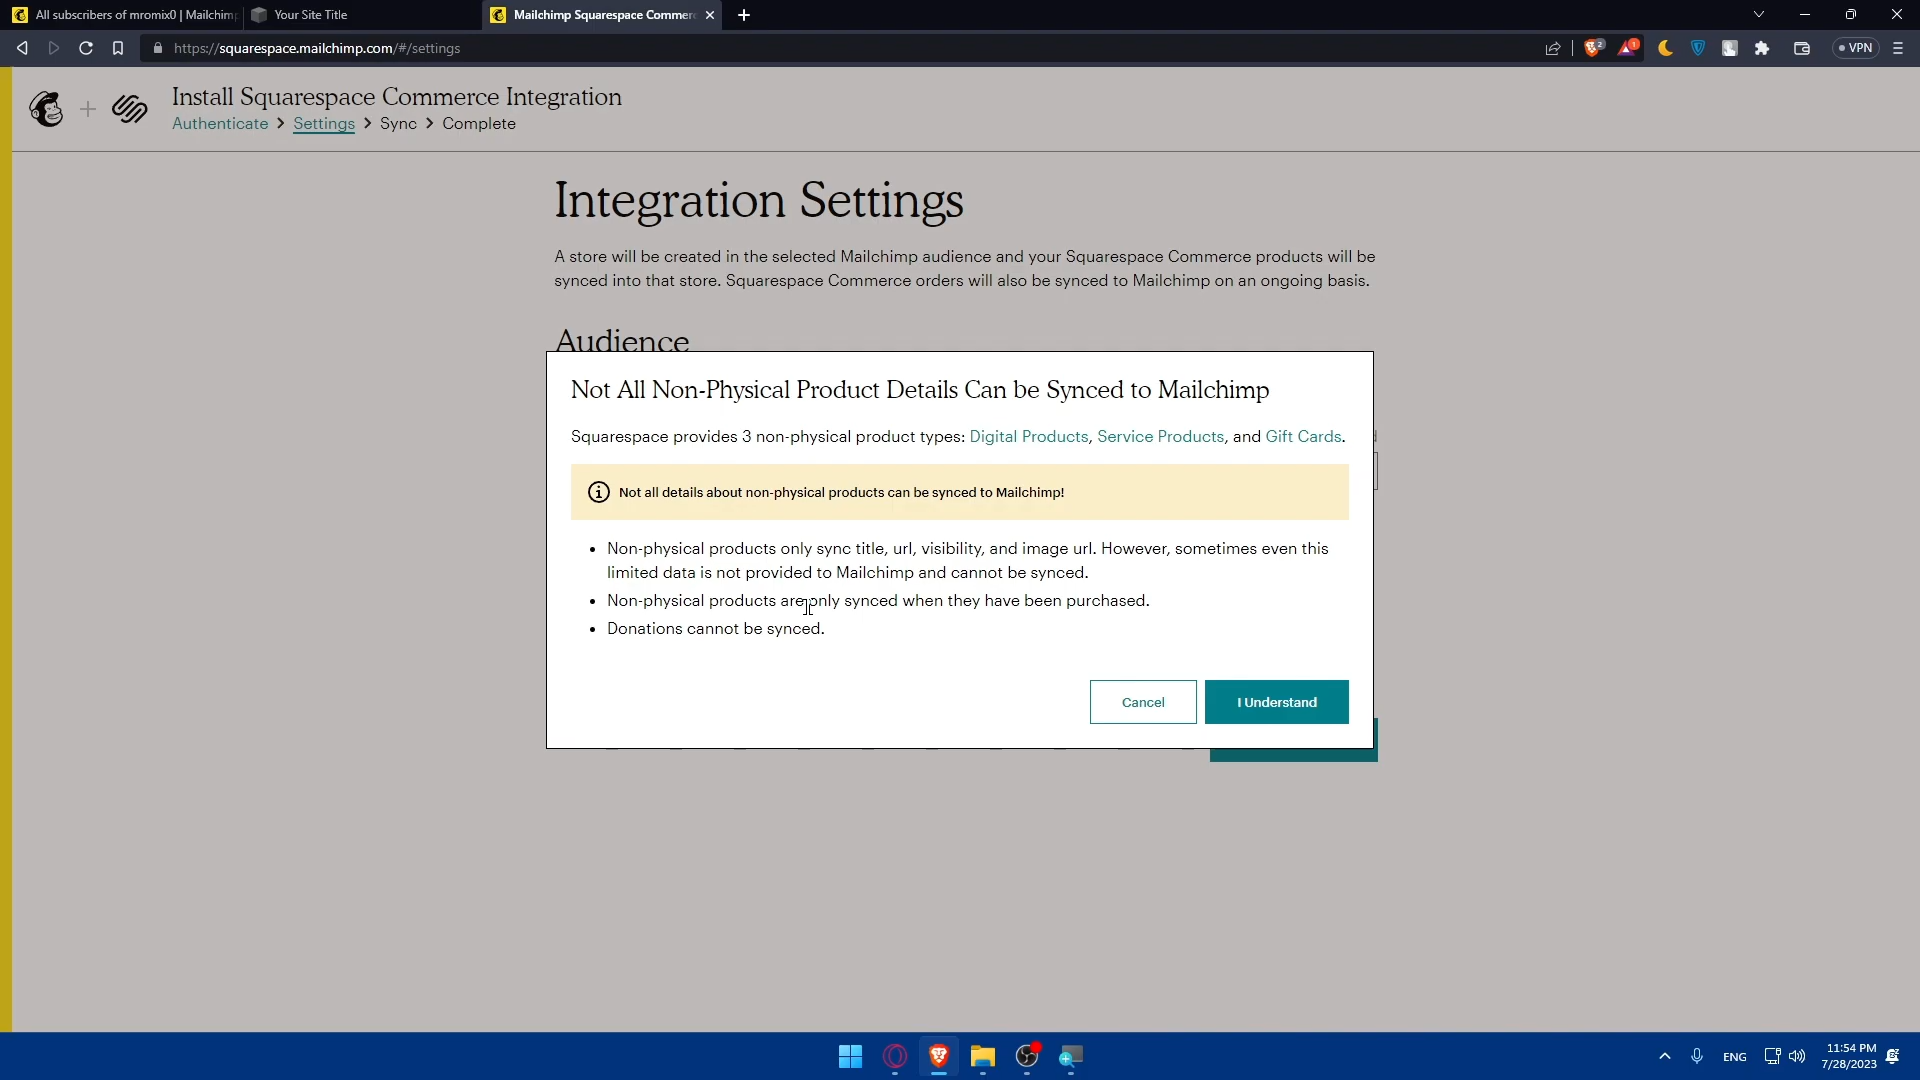 All subscribers of mromix0 | Mailchimp
Your Site Title
Mailchimp Squarespace Commerc
https://squarespace.mailchimp.com/#/settings
2
1
VPN
Install Squarespace Commerce Integration
Authenticate > Settings > Sync > Complete
Integration Settings
A store will be created in the selected Mailchimp audience and your Squarespace Commerce products will be
synced into that store. Squarespace Commerce orders will also be synced to Mailchimp on an ongoing basis.
Audience
Not All Non-Physical Product Details Can be Synced to Mailchimp
Squarespace provides 3 non-physical product types: Digital Products, Service Products, and Gift Cards.
Not all details about non-physical products can be synced to Mailchimp!
• Non-physical products only sync title, url, visibility, and image url. However, sometimes even this
limited data is not provided to Mailchimp and cannot be synced.
• Non-physical products are only synced when they have been purchased.
• Donations cannot be synced.
Cancel
I Understand
ENG
11:54 PM
7/28/2023